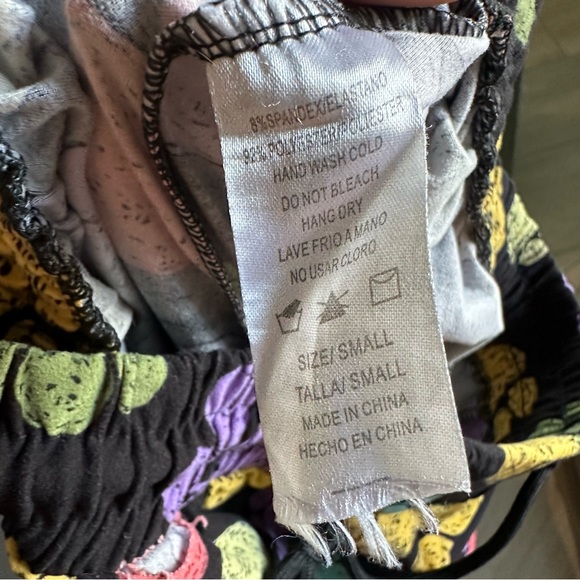 8%SPANDEX/ELASTANO
92%POLYESTER/POLIESTER
HAND WASH COLD
DO NOT BLEACH
HANG DRY
LAVE FRIO A MANO
NO USAR CLORO
SIZE/ SMALL
TALLA/ SMALL
MADE IN CHINA
HECHO EN CHINA